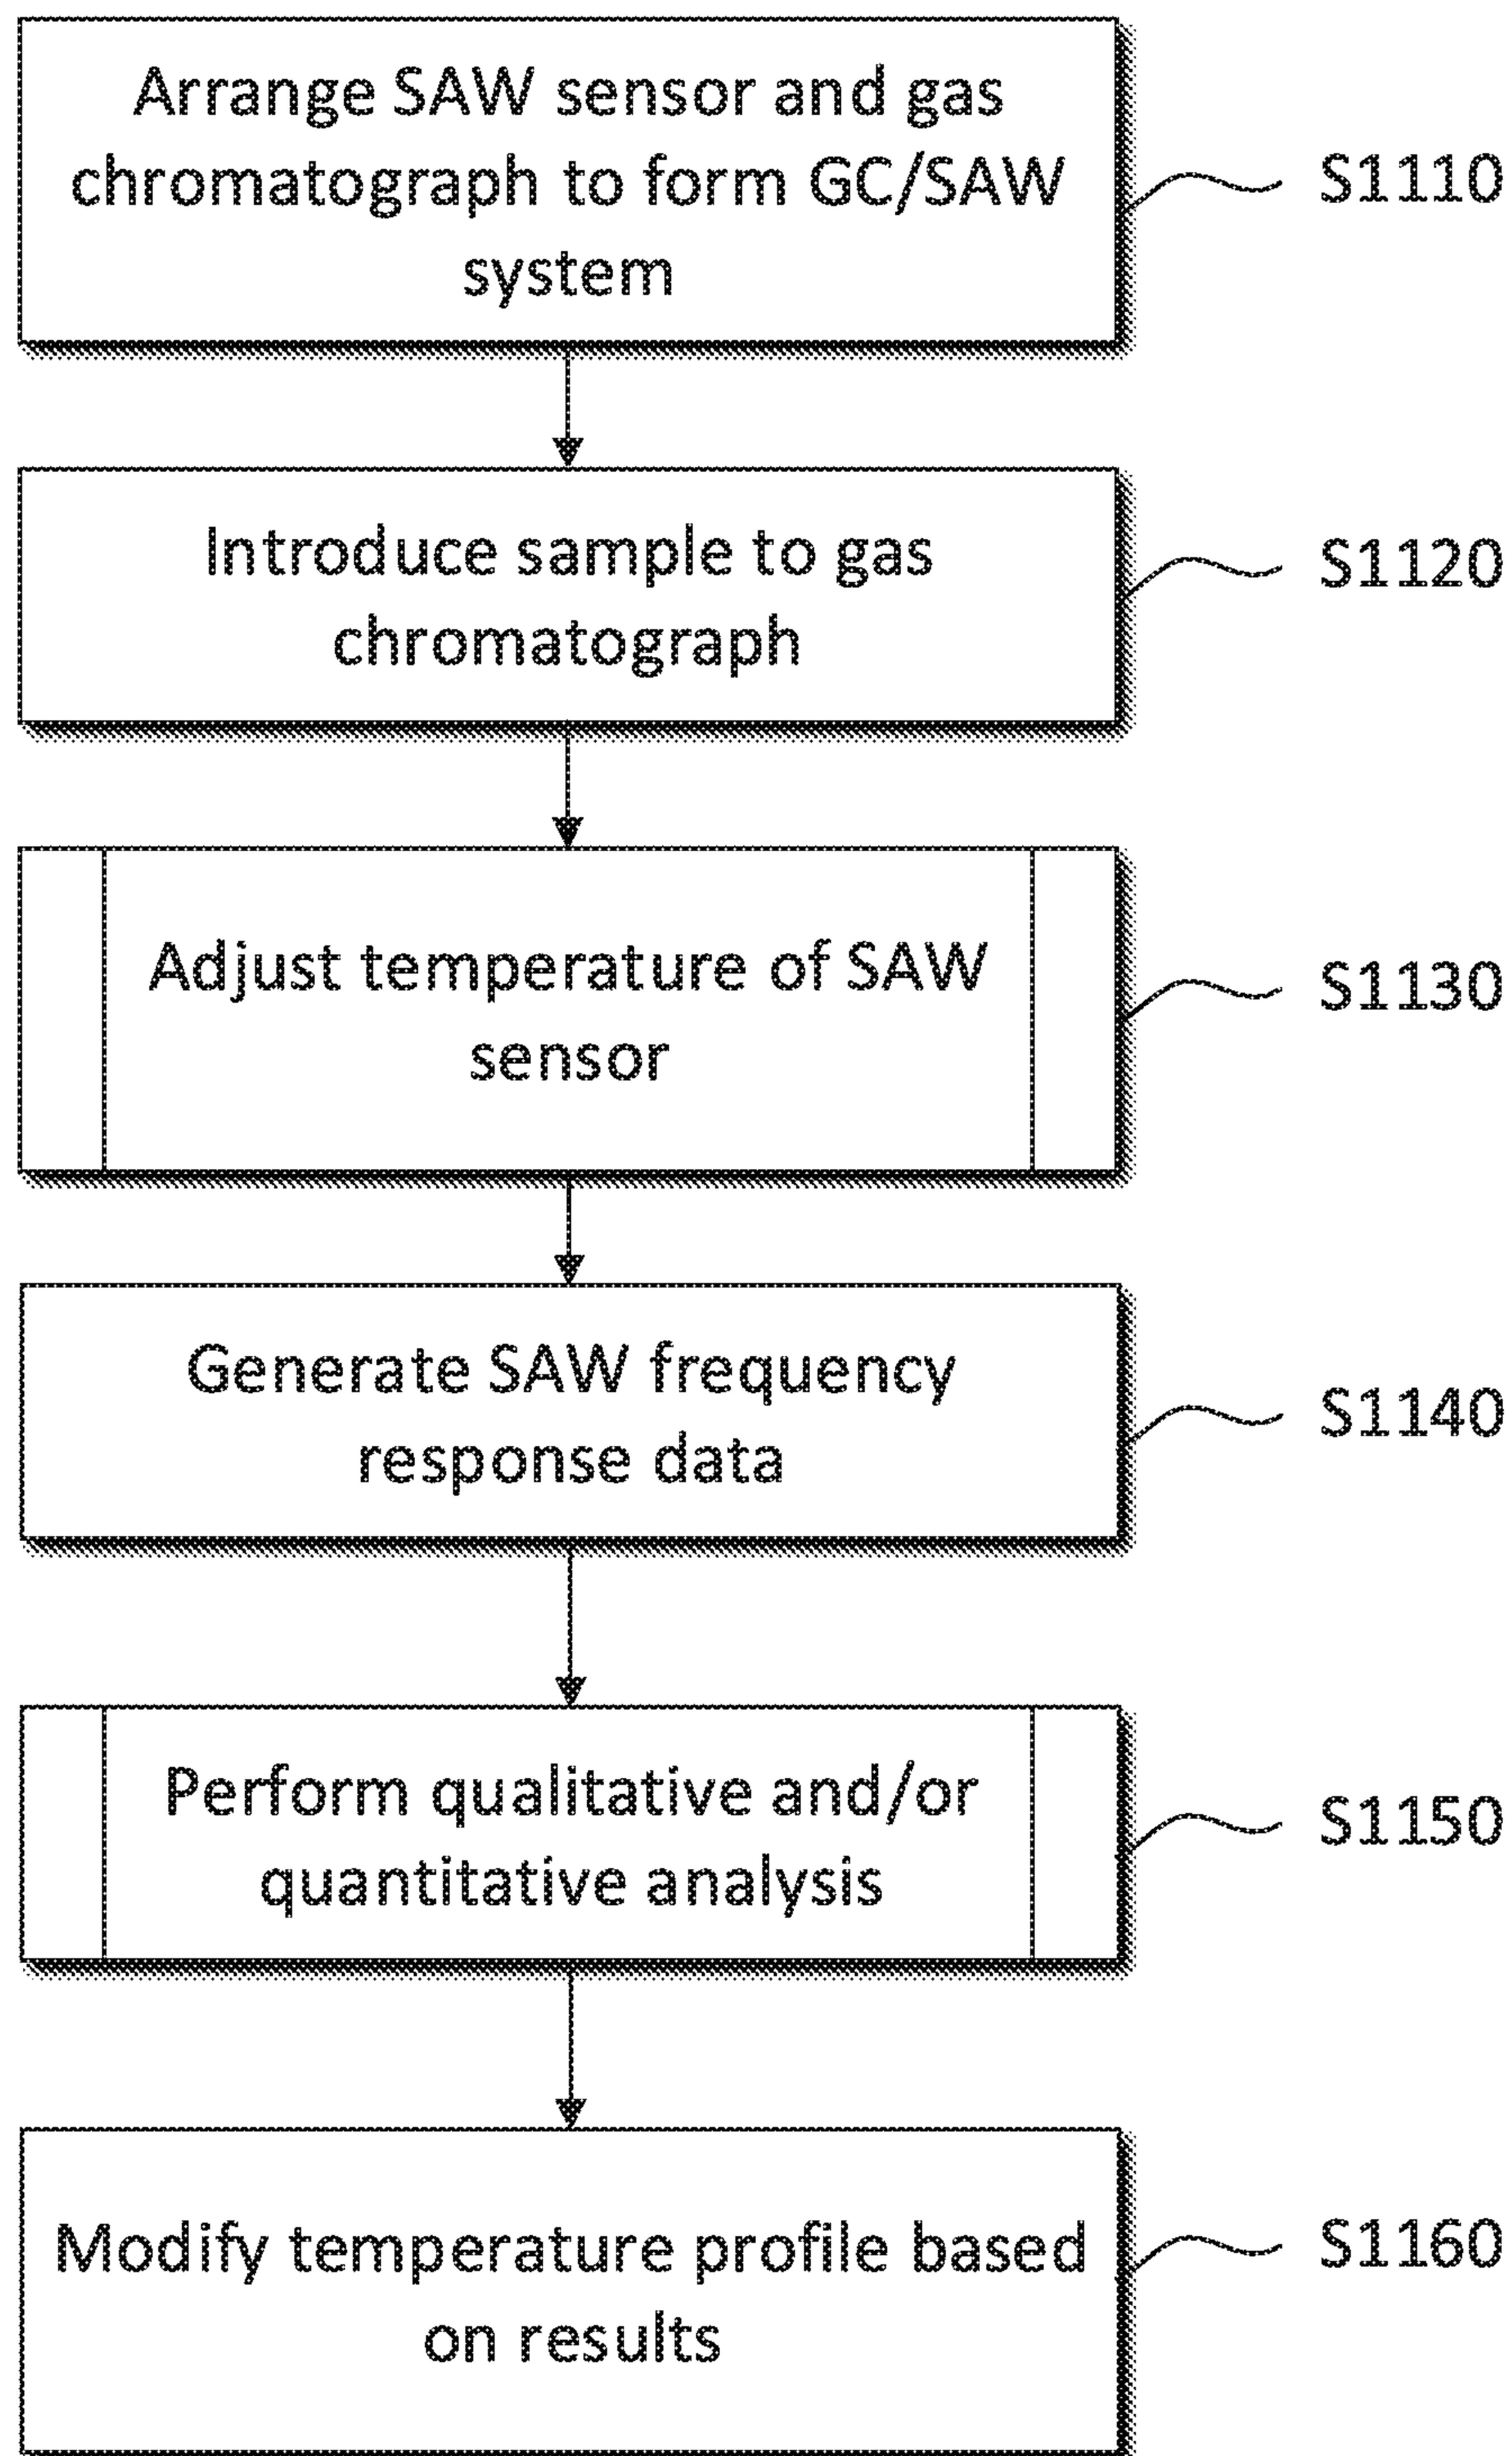 Arrange SAW sensor and gas
chromatograph to form GC/SAW
system
S1110
Introduce sample to gas
chromatograph
S1120
Adjust temperature of SAW
sensor
S1130
Generate SAW frequency
response data
S1140
Perform qualitative and/or
quantitative analysis
S1150
Modify temperature profile based
on results
S1160